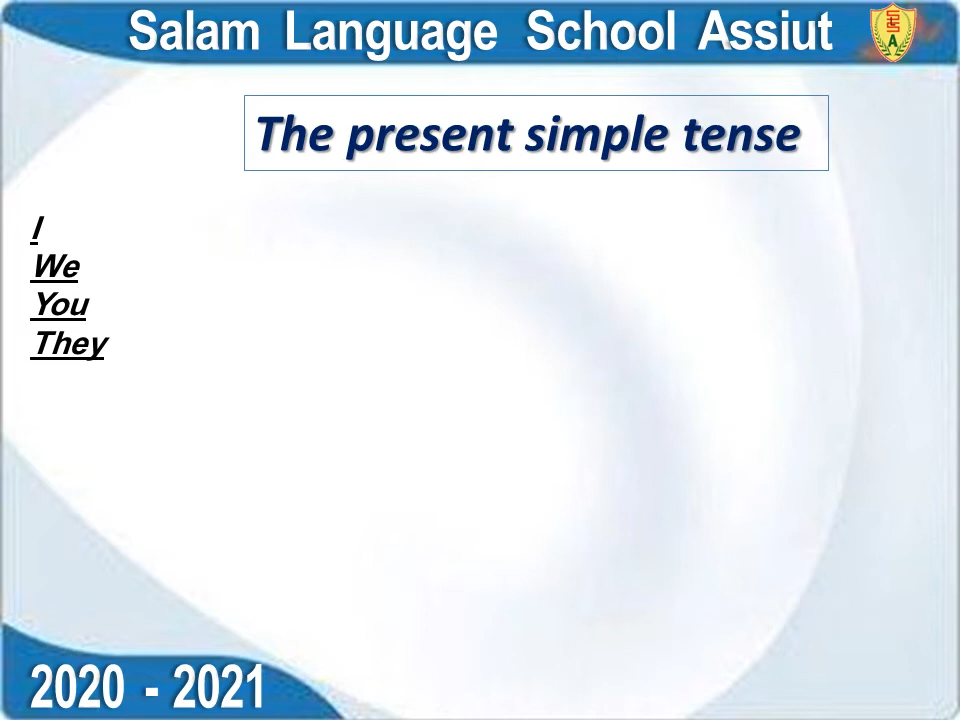 Salam Language School Assiut
The present simple tense
I
We
You
They
2020 - 2021